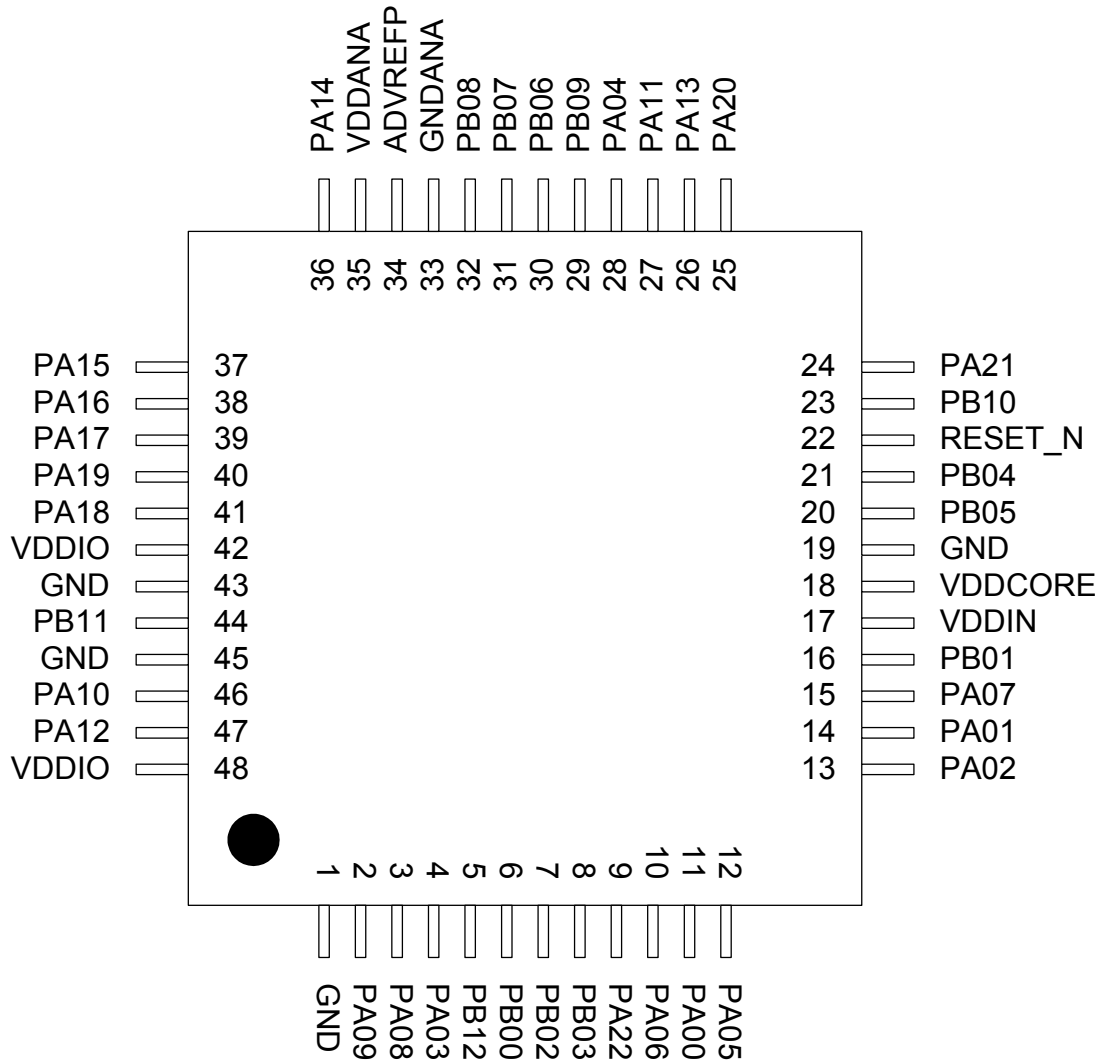 PA14 VDDANA ADVREFP GNDANA PB08 PB07 PB06 PB09 PA04 PA11 PA13 PA20
36 35 34 33 32 31 30 29 28 27 26 25
PA15 37 24 PA21
PA16 38 23 PB10
PA17 39 22 RESET_N
PA19 40 21 PB04
PA18 41 20 PB05
VDDIO 42 19 GND
GND 43 18 VDDCORE
PB11 44 17 VDDIN
GND 45 16 PB01
PA10 46 15 PA07
PA12 47 14 PA01
VDDIO 48 13 PA02
1 2 3 4 5 6 7 8 9 10 11 12
GND PA09 PA08 PA03 PB12 PB00 PB02 PB03 PA22 PA06 PA00 PA05